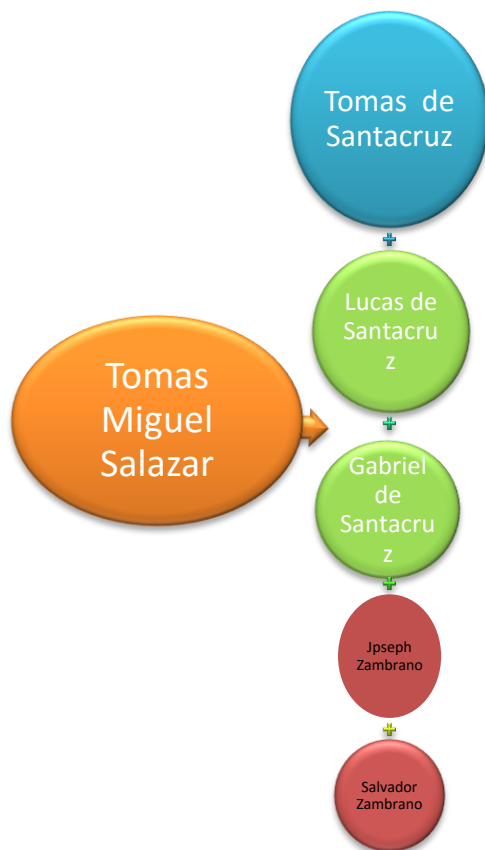 Tomas de
Santacruz
Lucas de
Santacru
z
Tomas
Miguel
Salazar
Gabriel
de
Santacru
z
Jpseph
Zambrano
Salvador
Zambrano